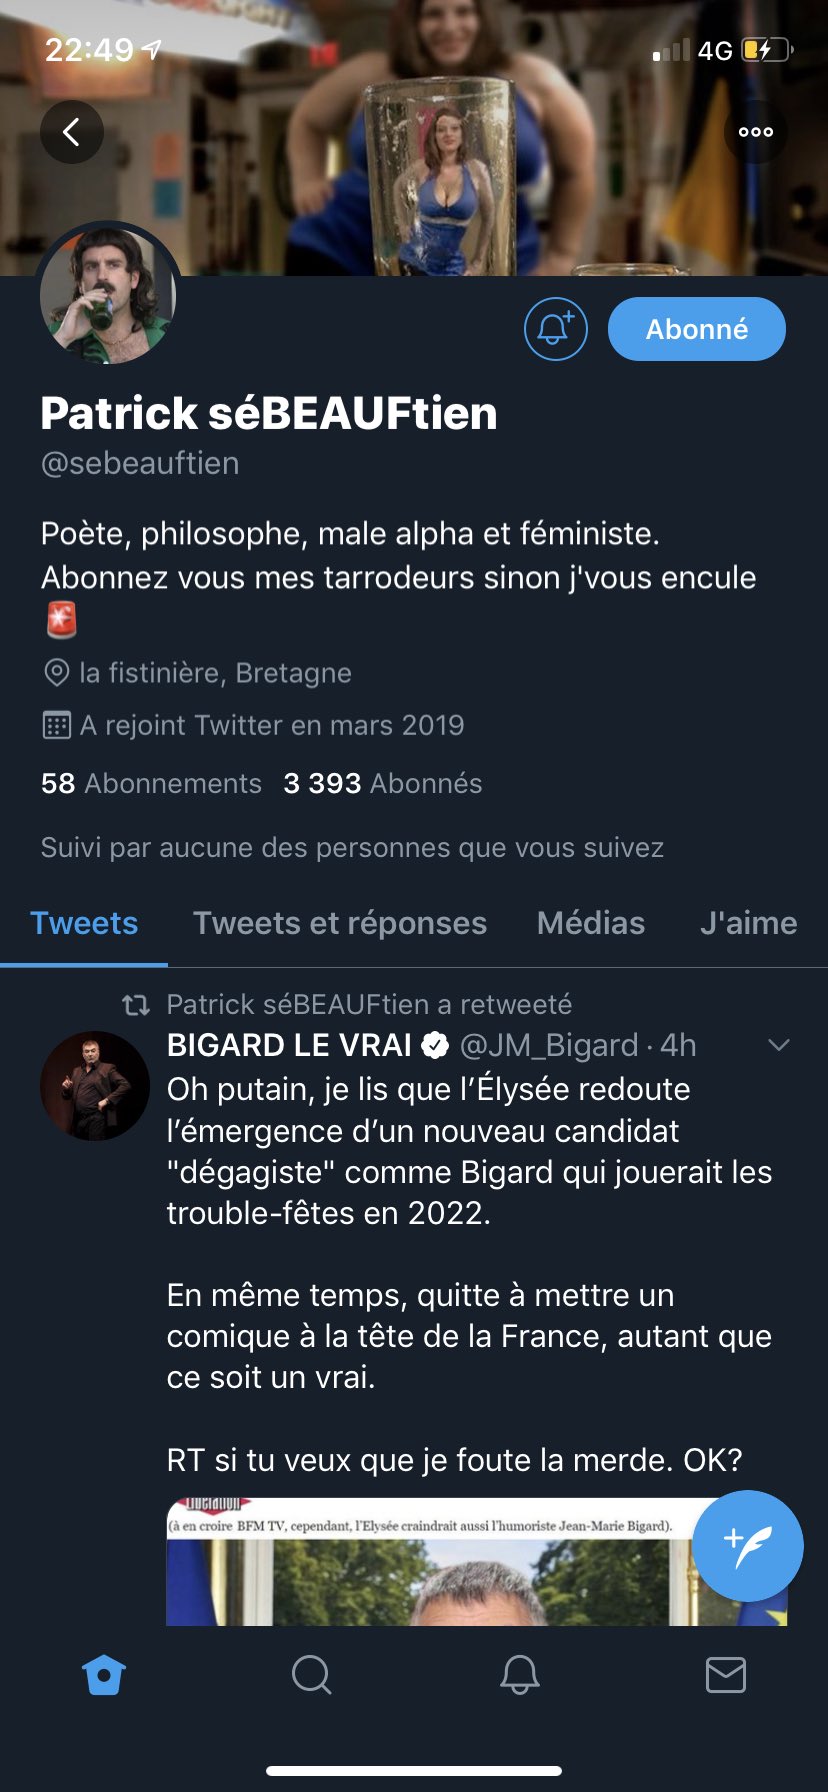 22:49
4G
Abonné
Patrick séBEAUFtien
@sebeauftien
Poète, philosophe, male alpha et féministe.
Abonnez vous mes tarrodeurs sinon j'vous encule
🚨
la fistinière, Bretagne
A rejoint Twitter en mars 2019
58 Abonnements 3 393 Abonnés
Suivi par aucune des personnes que vous suivez
Tweets Tweets et réponses Médias J'aime
Patrick séBEAUFtien a retweeté
BIGARD LE VRAI @JM_Bigard · 4h
Oh putain, je lis que l’Élysée redoute
l’émergence d’un nouveau candidat
"dégagiste" comme Bigard qui jouerait les
trouble-fêtes en 2022.
En même temps, quitte à mettre un
comique à la tête de la France, autant que
ce soit un vrai.
RT si tu veux que je foute la merde. OK?
Libération
(à en croire BFM TV, cependant, l’Elysée craindrait aussi l’humoriste Jean-Marie Bigard).